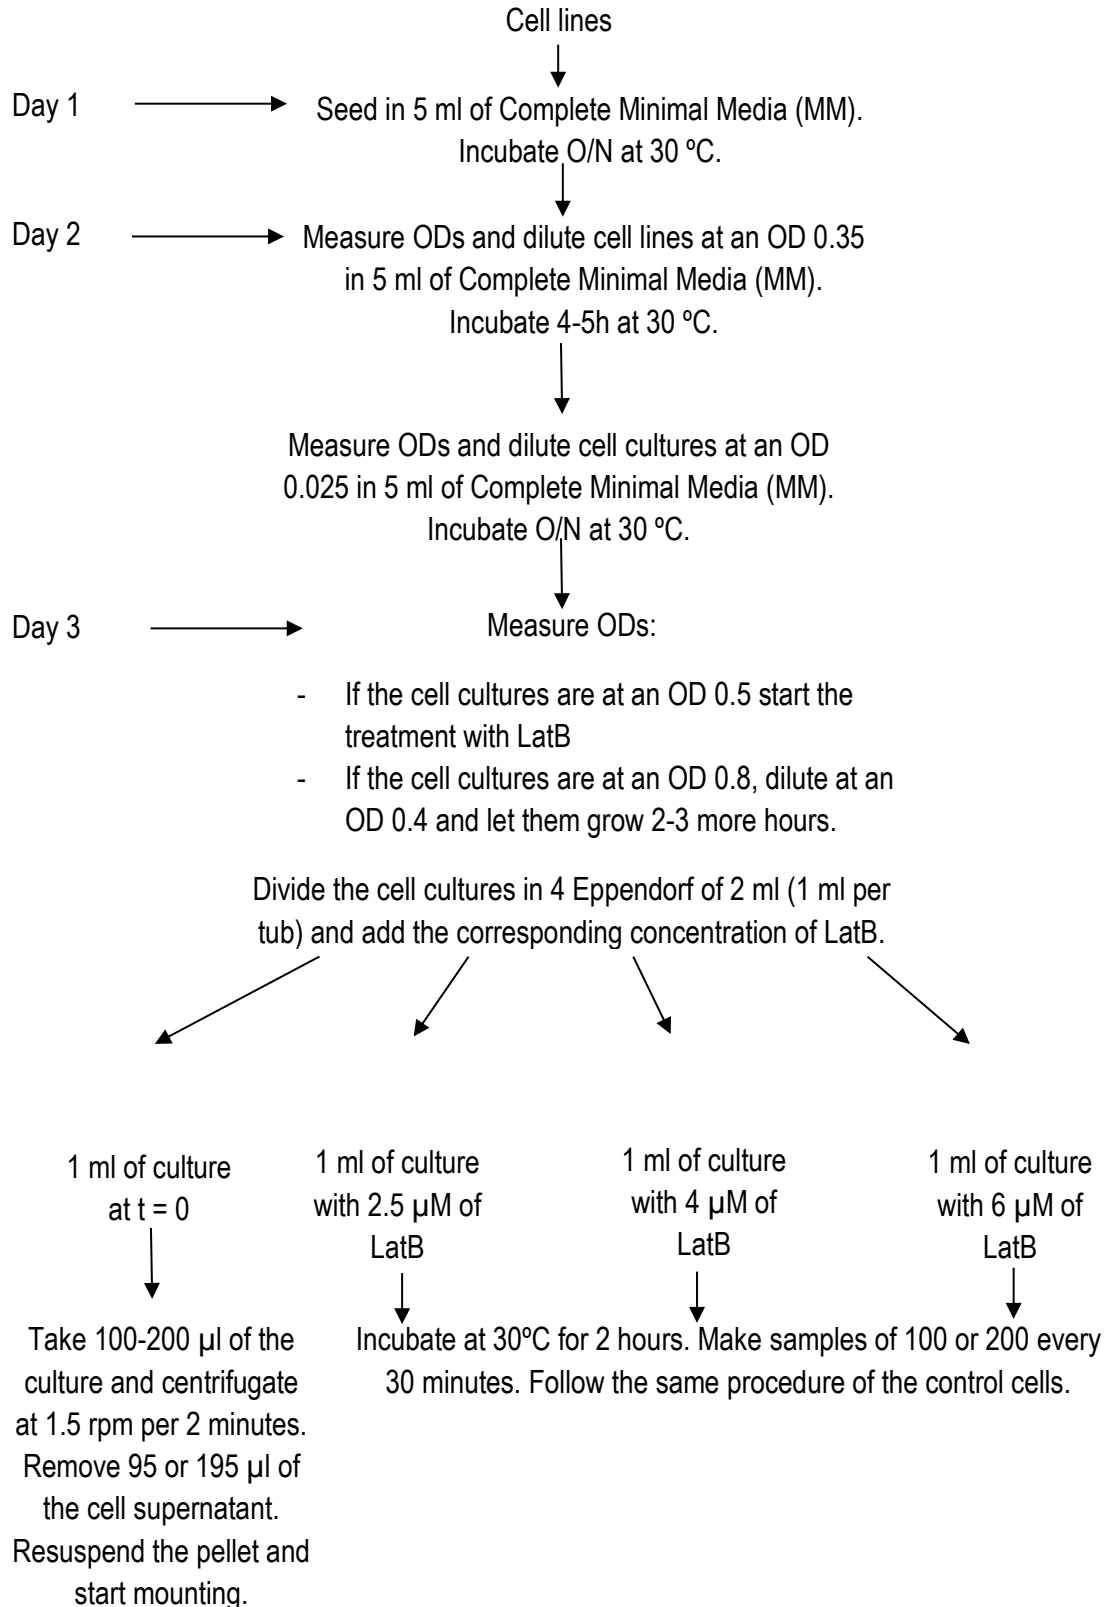 Cell lines
Day 1
Seed in 5 ml of Complete Minimal Media (MM).
Incubate O/N at 30 ºC.
Day 2
Measure ODs and dilute cell lines at an OD 0.35
in 5 ml of Complete Minimal Media (MM).
Incubate 4-5h at 30 ºC.
Measure ODs and dilute cell cultures at an OD
0.025 in 5 ml of Complete Minimal Media (MM).
Incubate O/N at 30 ºC.
Day 3
Measure ODs:
- If the cell cultures are at an OD 0.5 start the
treatment with LatB
- If the cell cultures are at an OD 0.8, dilute at an
OD 0.4 and let them grow 2-3 more hours.
Divide the cell cultures in 4 Eppendorf of 2 ml (1 ml per
tub) and add the corresponding concentration of LatB.
1 ml of culture
at t = 0
1 ml of culture
with 2.5 µM of
LatB
1 ml of culture
with 4 µM of
LatB
1 ml of culture
with 6 µM of
LatB
Take 100-200 µl of the
culture and centrifugate
at 1.5 rpm per 2 minutes.
Remove 95 or 195 µl of
the cell supernatant.
Resuspend the pellet and
start mounting.
Incubate at 30ºC for 2 hours. Make samples of 100 or 200 every
30 minutes. Follow the same procedure of the control cells.